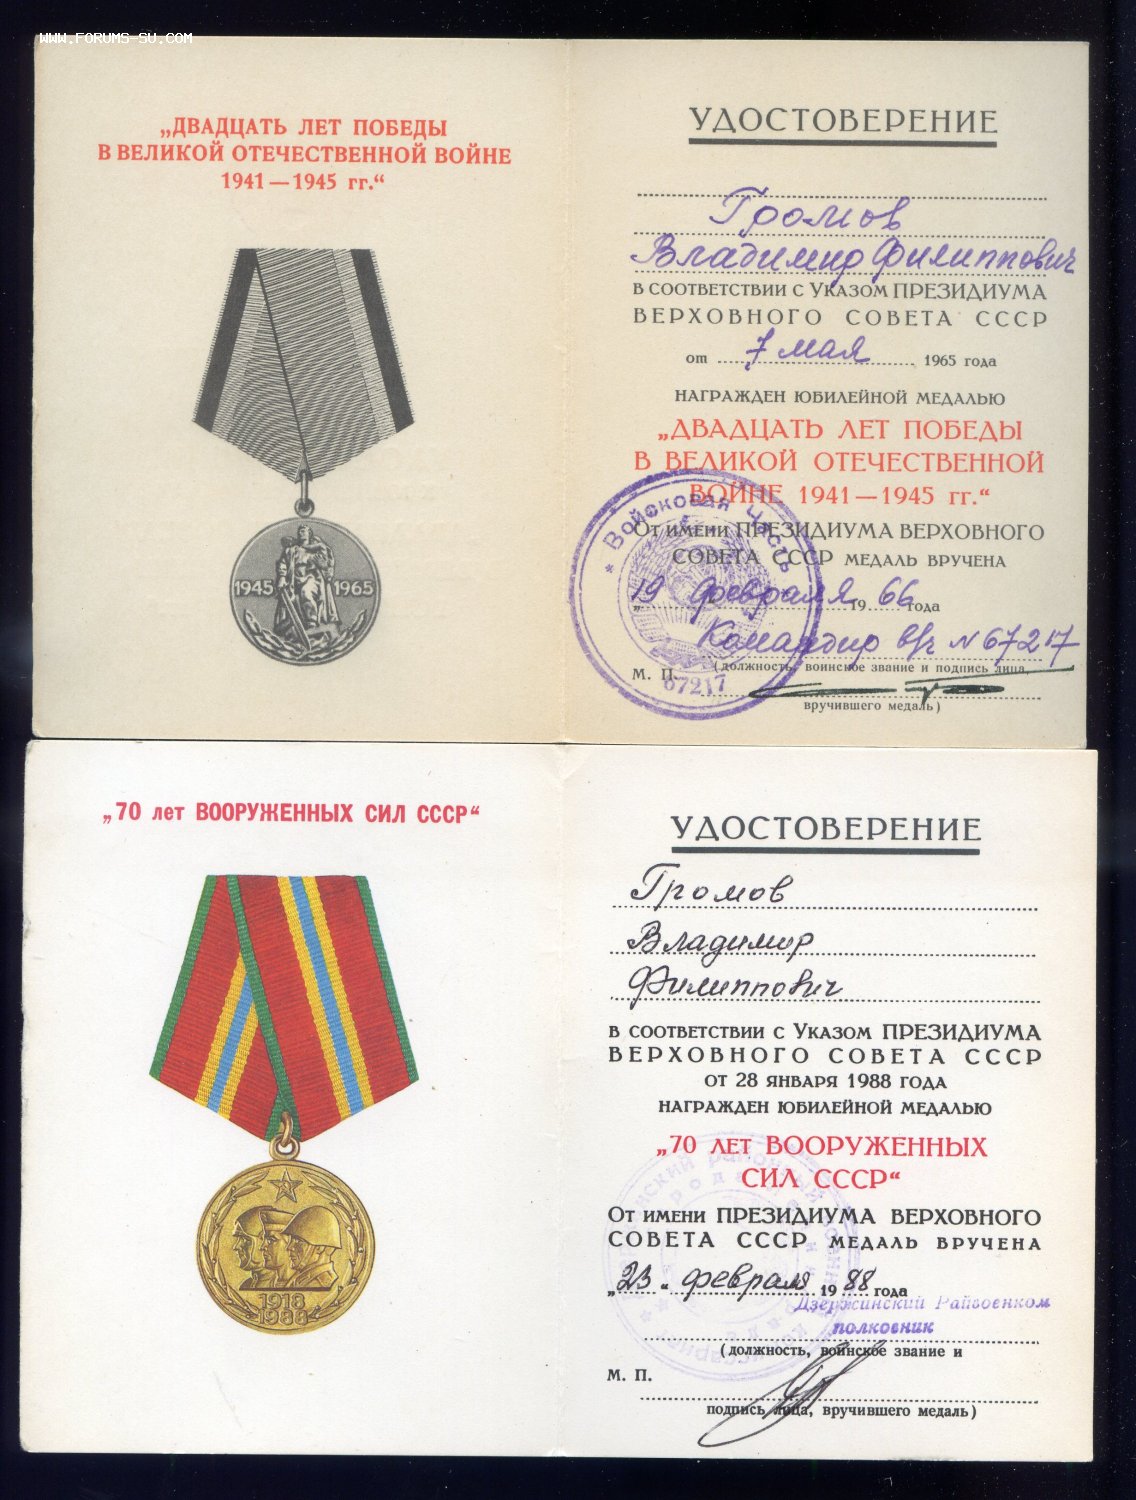 WWW.FORUMS-SU.COM
„ДВАДЦАТЬ ЛЕТ ПОБЕДЫ
В ВЕЛИКОЙ ОТЕЧЕСТВЕННОЙ ВОЙНЕ
1941—1945 гг.“
1945 1965
УДОСТОВЕРЕНИЕ
Громов
Владимир Филиппович
В СООТВЕТСТВИИ С УКАЗОМ ПРЕЗИДИУМА
ВЕРХОВНОГО СОВЕТА СССР
от 7 мая 1965 года
НАГРАЖДЕН ЮБИЛЕЙНОЙ МЕДАЛЬЮ
„ДВАДЦАТЬ ЛЕТ ПОБЕДЫ
В ВЕЛИКОЙ ОТЕЧЕСТВЕННОЙ
ВОЙНЕ 1941—1945 гг.“
ОТ ИМЕНИ ПРЕЗИДИУМА ВЕРХОВНОГО
СОВЕТА СССР МЕДАЛЬ ВРУЧЕНА
„19 февраля 1966 года
Командир в/ч N 67217
(должность, воинское звание и подпись лица,
М. П.
вручившего медаль)
* Войсковая часть
67217
„70 лет ВООРУЖЕННЫХ СИЛ СССР“
1918
1988
УДОСТОВЕРЕНИЕ
Громов
Владимир
Филиппович
В СООТВЕТСТВИИ С УКАЗОМ ПРЕЗИДИУМА
ВЕРХОВНОГО СОВЕТА СССР
ОТ 28 ЯНВАРЯ 1988 ГОДА
НАГРАЖДЕН ЮБИЛЕЙНОЙ МЕДАЛЬЮ
„70 ЛЕТ ВООРУЖЕННЫХ
СИЛ СССР“
ОТ ИМЕНИ ПРЕЗИДИУМА ВЕРХОВНОГО
СОВЕТА СССР МЕДАЛЬ ВРУЧЕНА
„23“ февраля 1988 года
Дзержинский Райвоенком
полковник
(должность, воинское звание и
М. П.
подпись лица, вручившего медаль)